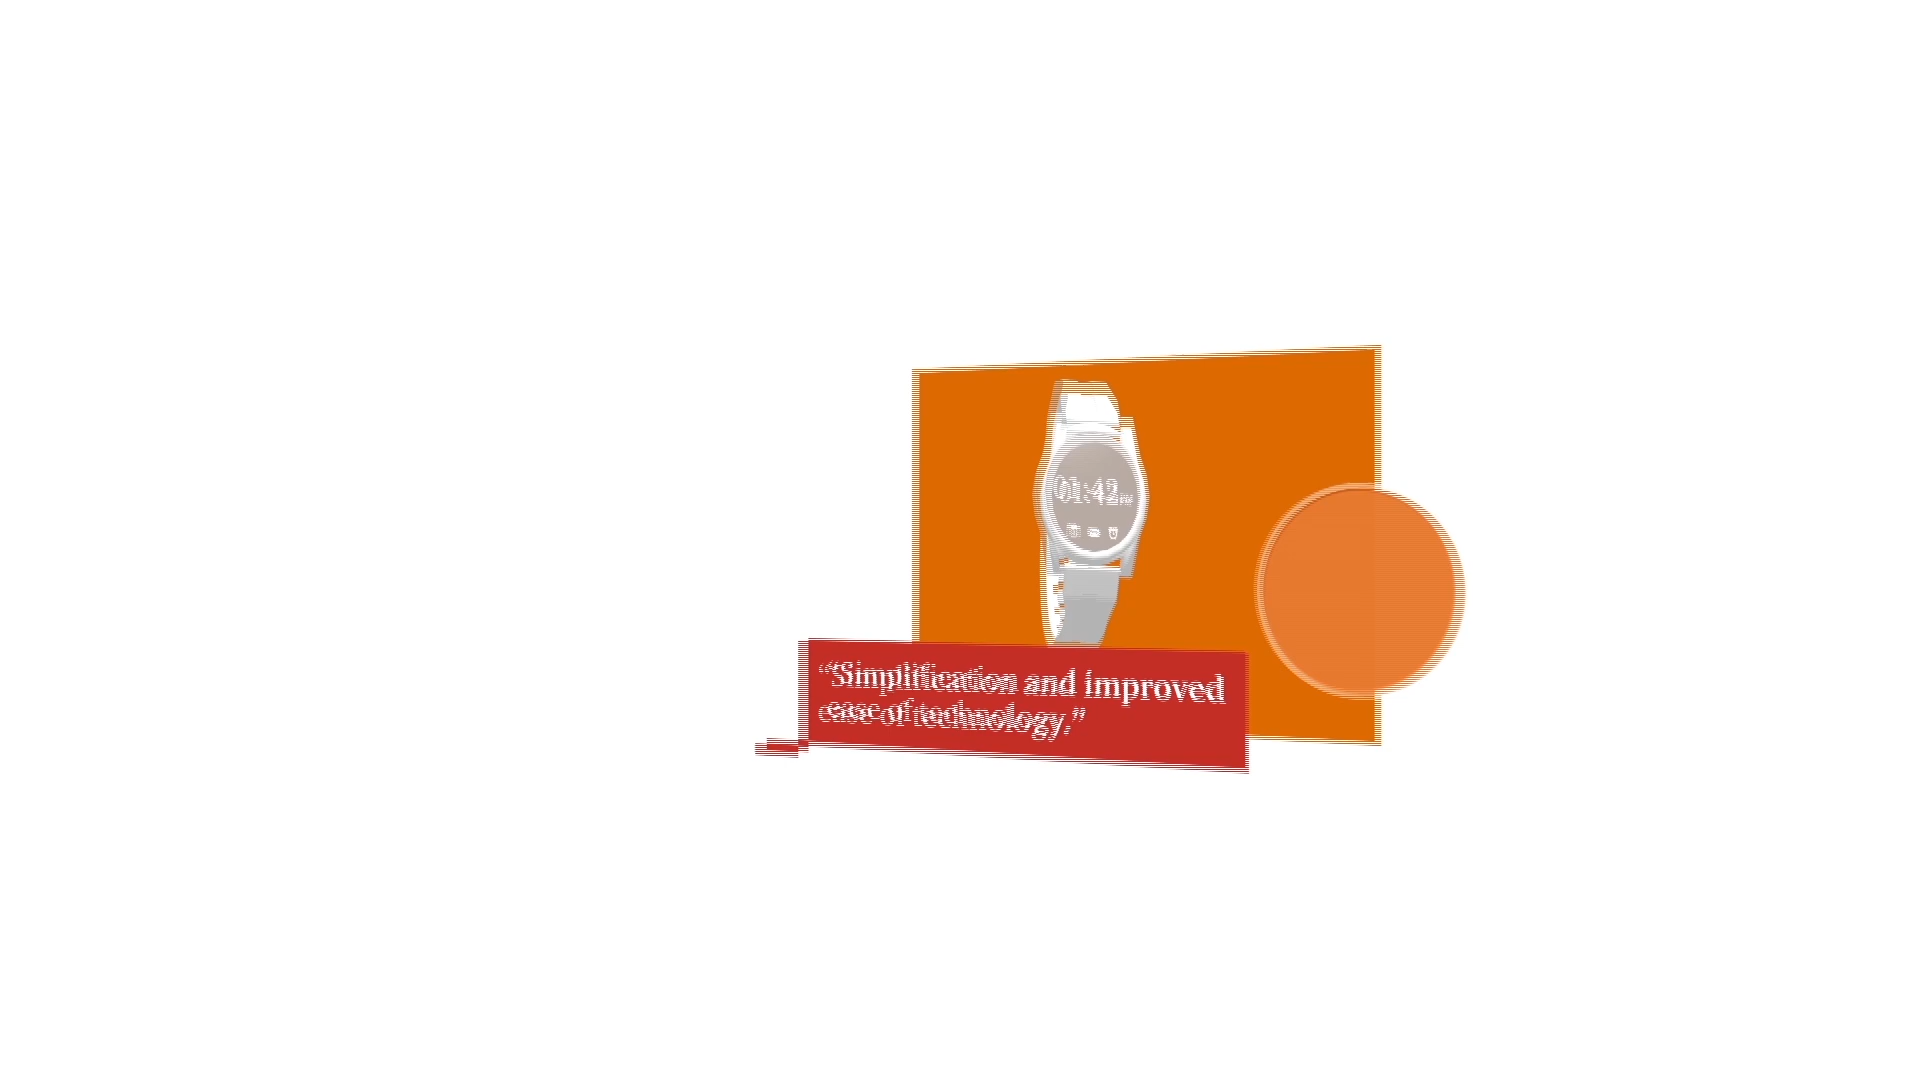 01:42
“Simplification and improved
ease of technology.”